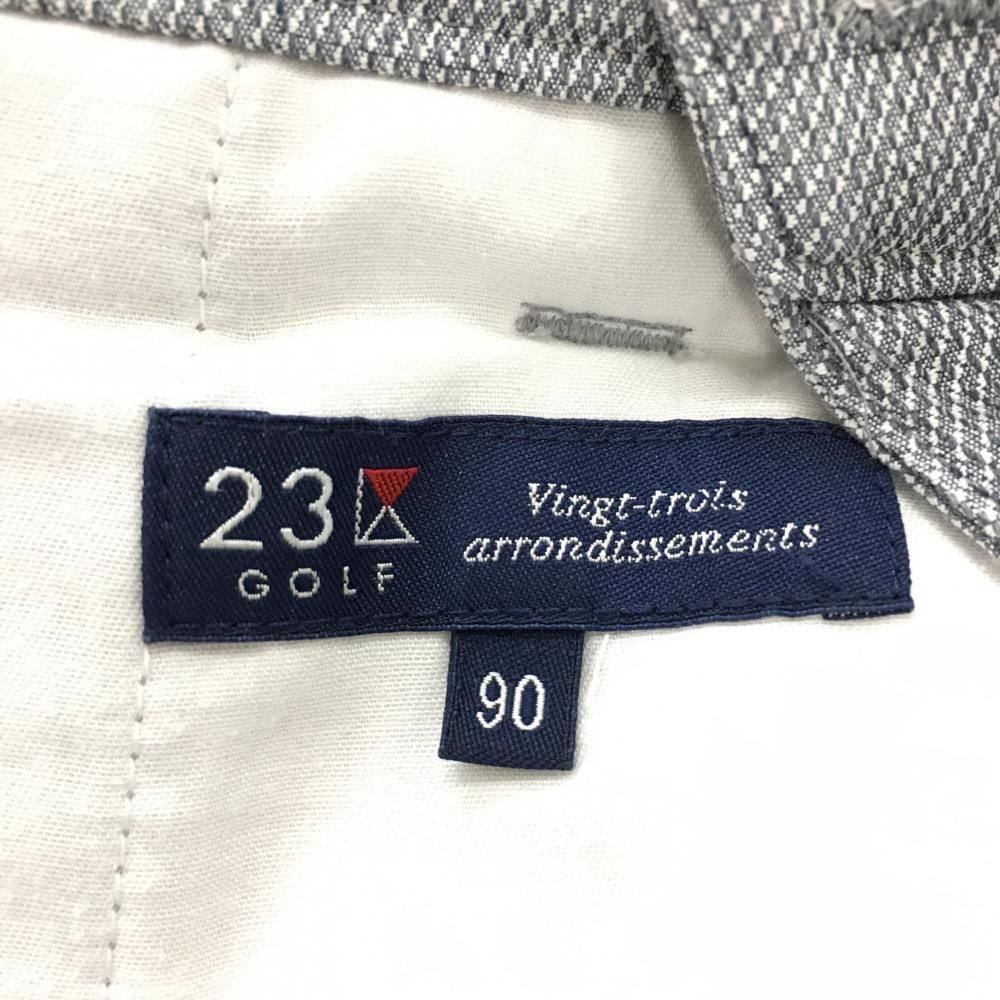 23
GOLF
Vingt-trois
arrondissements
90